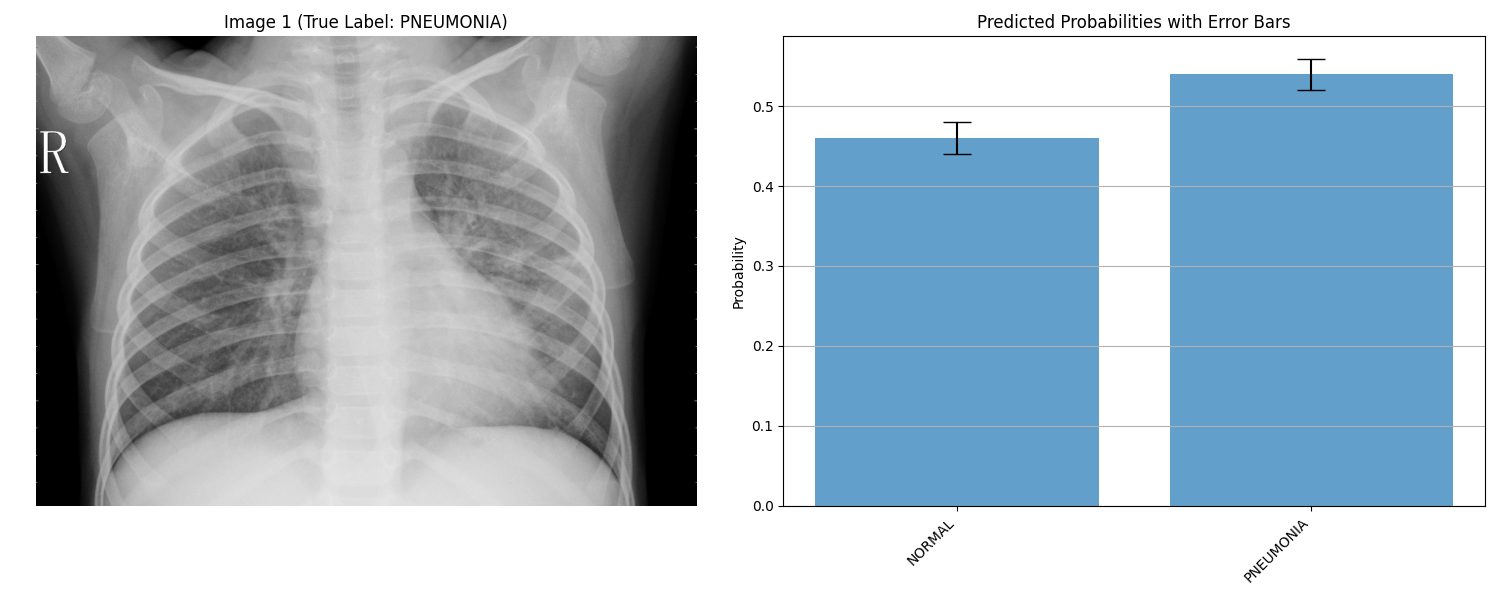 Image 1 (True Label: PNEUMONIA)
R
Predicted Probabilities with Error Bars
Probability
0.5
0.4
0.3
0.2
0.1
0.0
NORMAL
PNEUMONIA